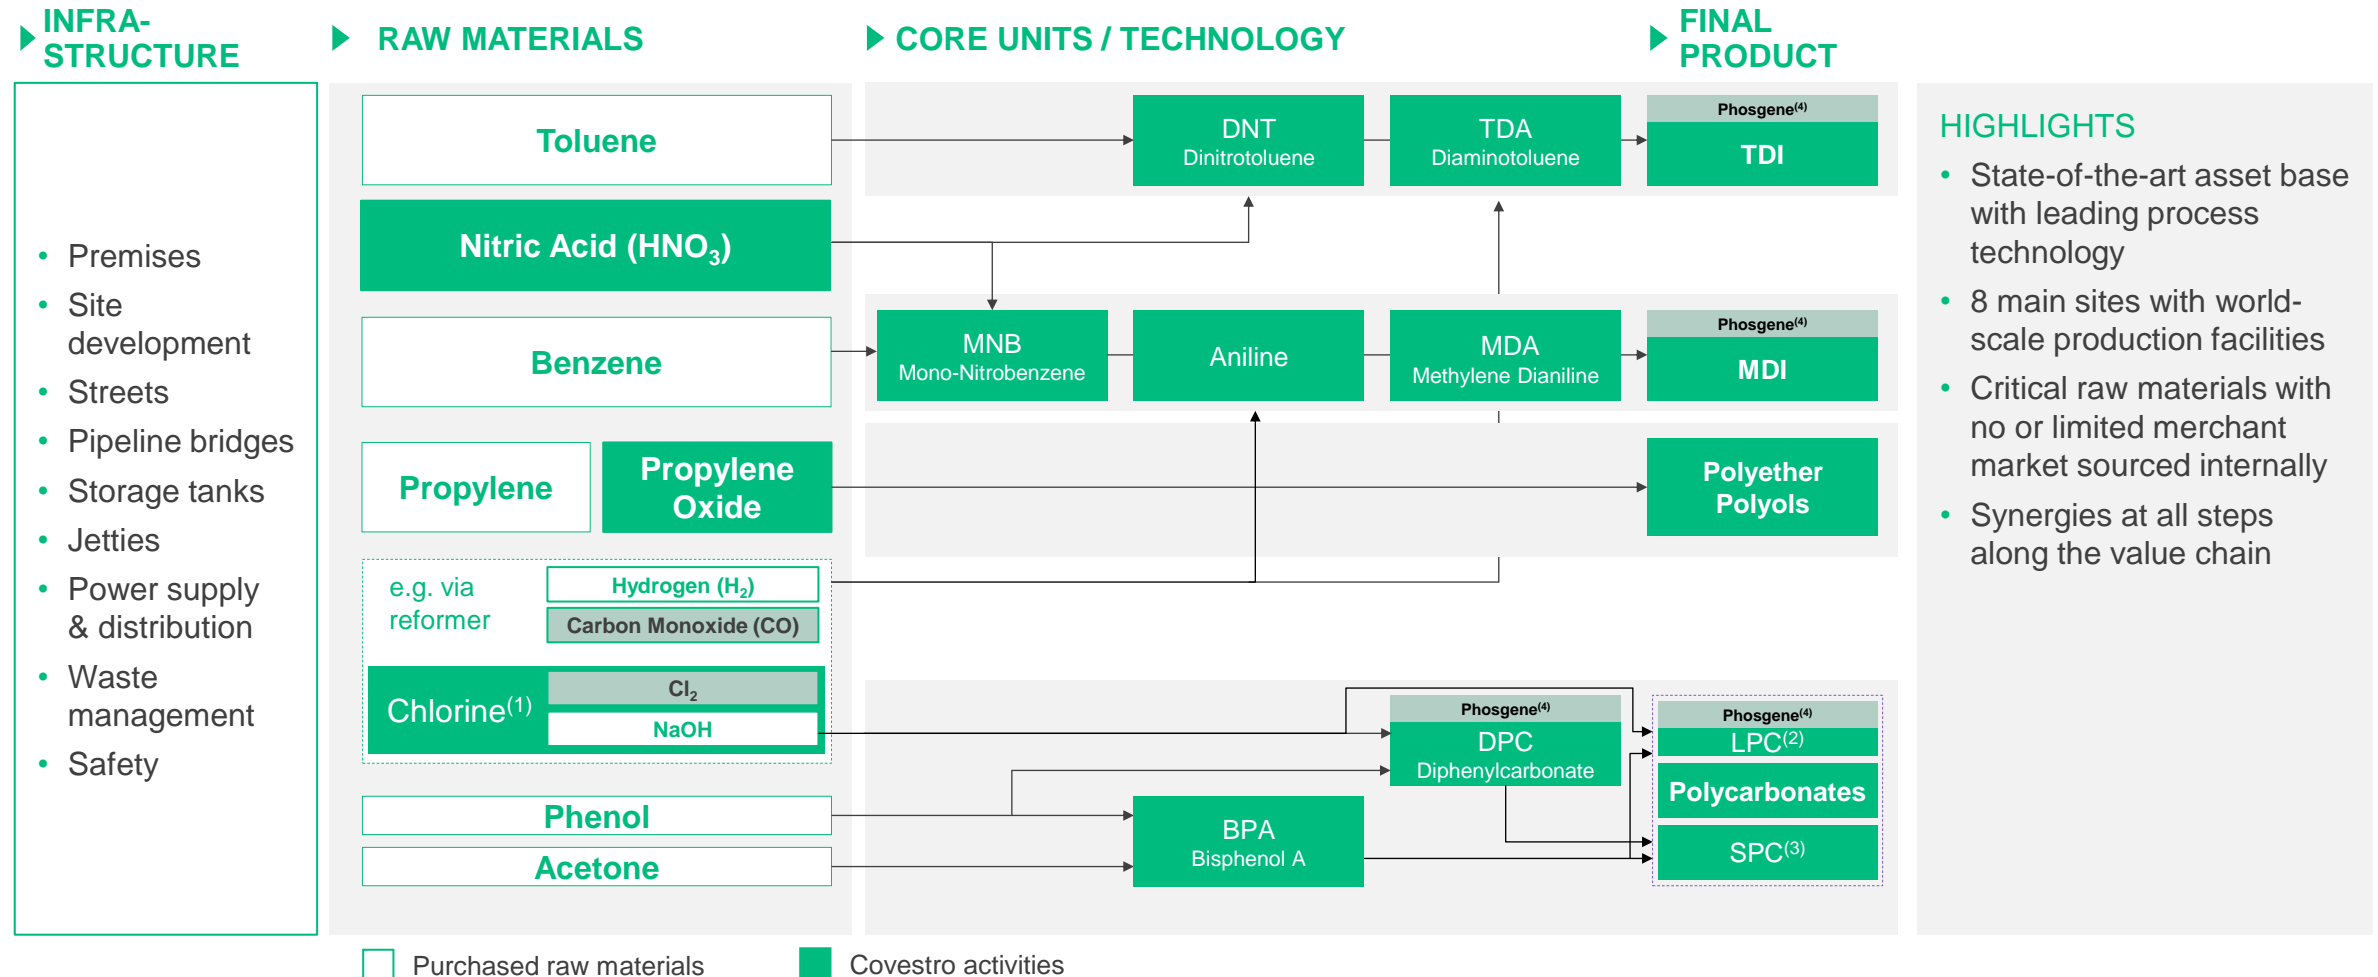 INFRA-
STRUCTURE
RAW MATERIALS
CORE UNITS / TECHNOLOGY
FINAL
PRODUCT
• Premises
• Site
development
• Streets
• Pipeline bridges
• Storage tanks
• Jetties
• Power supply
& distribution
• Waste
management
• Safety
Toluene
Nitric Acid (HNO₃)
Benzene
Propylene
Propylene
Oxide
e.g. via
reformer
Hydrogen (H₂)
Carbon Monoxide (CO)
Chlorine⁽¹⁾
Cl₂
NaOH
Phenol
Acetone
DNT
Dinitrotoluene
TDA
Diaminotoluene
Phosgene⁽⁴⁾
TDI
MNB
Mono-Nitrobenzene
Aniline
MDA
Methylene Dianiline
Phosgene⁽⁴⁾
MDI
Polyether
Polyols
Phosgene⁽⁴⁾
DPC
Diphenylcarbonate
BPA
Bisphenol A
Phosgene⁽⁴⁾
LPC⁽²⁾
Polycarbonates
SPC⁽³⁾
HIGHLIGHTS
• State-of-the-art asset base
with leading process
technology
• 8 main sites with world-
scale production facilities
• Critical raw materials with
no or limited merchant
market sourced internally
• Synergies at all steps
along the value chain
Purchased raw materials
Covestro activities